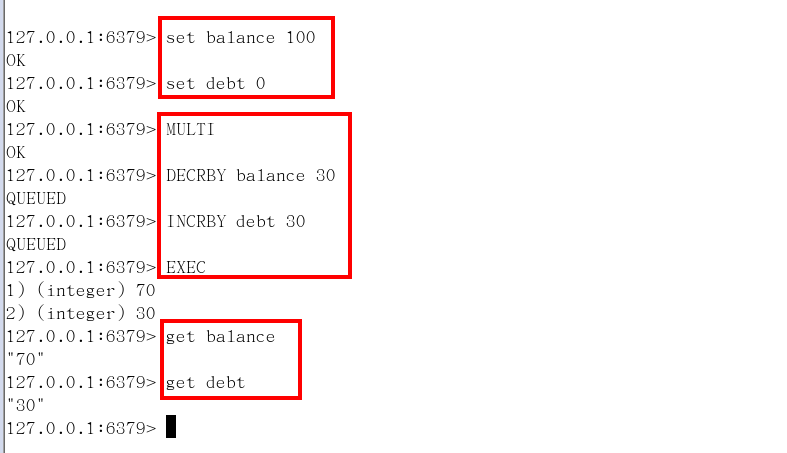 127.0.0.1:6379> set balance 100
OK
127.0.0.1:6379> set debt 0
OK
127.0.0.1:6379> MULTI
OK
127.0.0.1:6379> DECRBY balance 30
QUEUED
127.0.0.1:6379> INCRBY debt 30
QUEUED
127.0.0.1:6379> EXEC
1) (integer) 70
2) (integer) 30
127.0.0.1:6379> get balance
"70"
127.0.0.1:6379> get debt
"30"
127.0.0.1:6379>